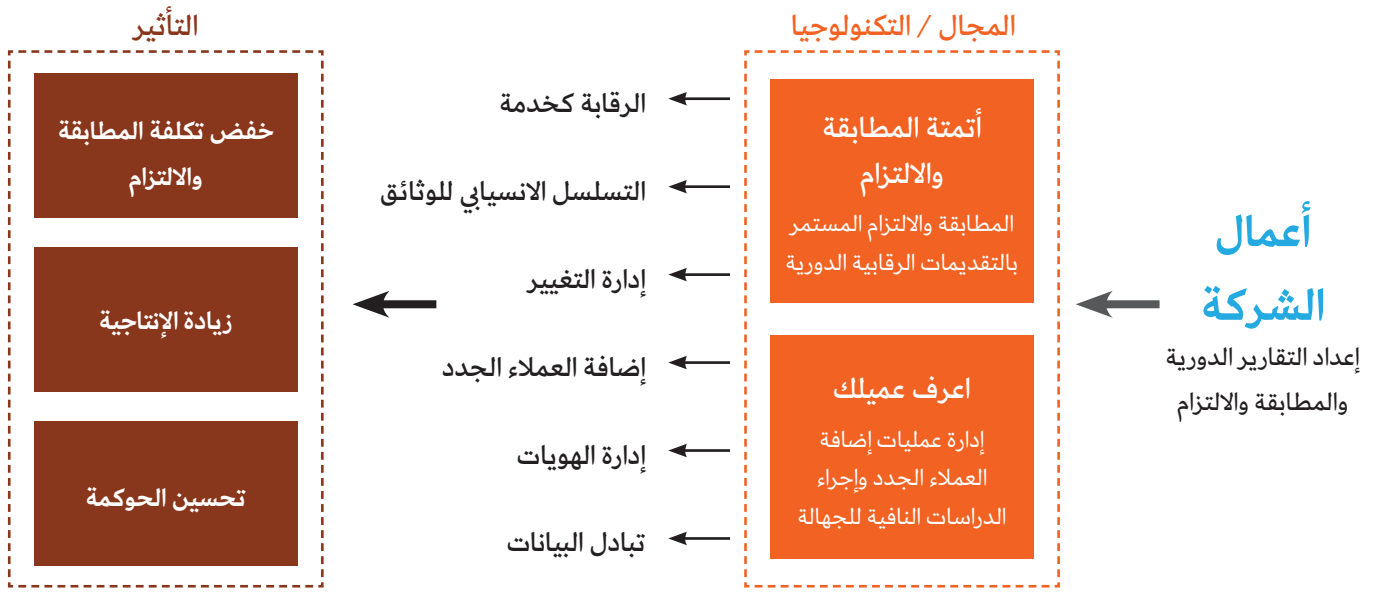 أعمال
الشركة
إعداد التقارير الدورية
والمطابقة والالتزام
المجال / التكنولوجيا
أتمتة المطابقة
والالتزام
المطابقة والالتزام المستمر
بالتقديمات الرقابية الدورية
اعرف عميلك
إدارة عمليات إضافة
العملاء الجدد وإجراء
الدراسات النافية للجهالة
الرقابة كخدمة
التسلسل الانسيابي للوثائق
إدارة التغيير
إضافة العملاء الجدد
إدارة الهويات
تبادل البيانات
التأثير
خفض تكلفة المطابقة
والالتزام
زيادة الإنتاجية
تحسين الحوكمة